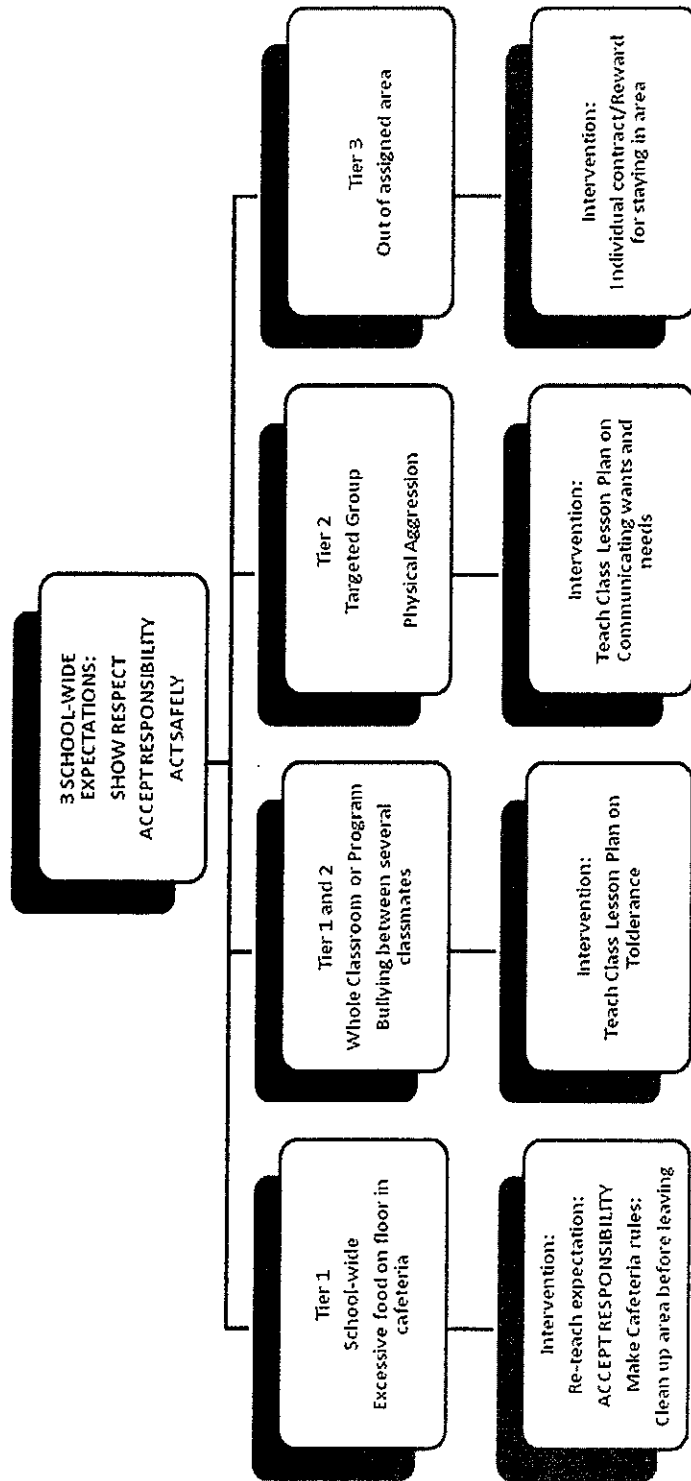 3 SCHOOL-WIDE
EXPECTATIONS:
SHOW RESPECT
ACCEPT RESPONSIBILITY
ACT SAFELY
Tier 1
School-wide
Excessive food on floor in
cafeteria
Intervention:
Re-teach expectation:
ACCEPT RESPONSIBILITY
Make Cafeteria rules:
Clean up area before leaving
Tier 1 and 2
Whole Classroom or Program
Bullying between several
classmates
Intervention:
Teach Class Lesson Plan on
Tolderance
Tier 2
Targeted Group
Physical Aggression
Intervention:
Teach Class Lesson Plan on
Communicating wants and
needs
Tier 3
Out of assigned area
Intervention:
Individual contract/Reward
for staying in area